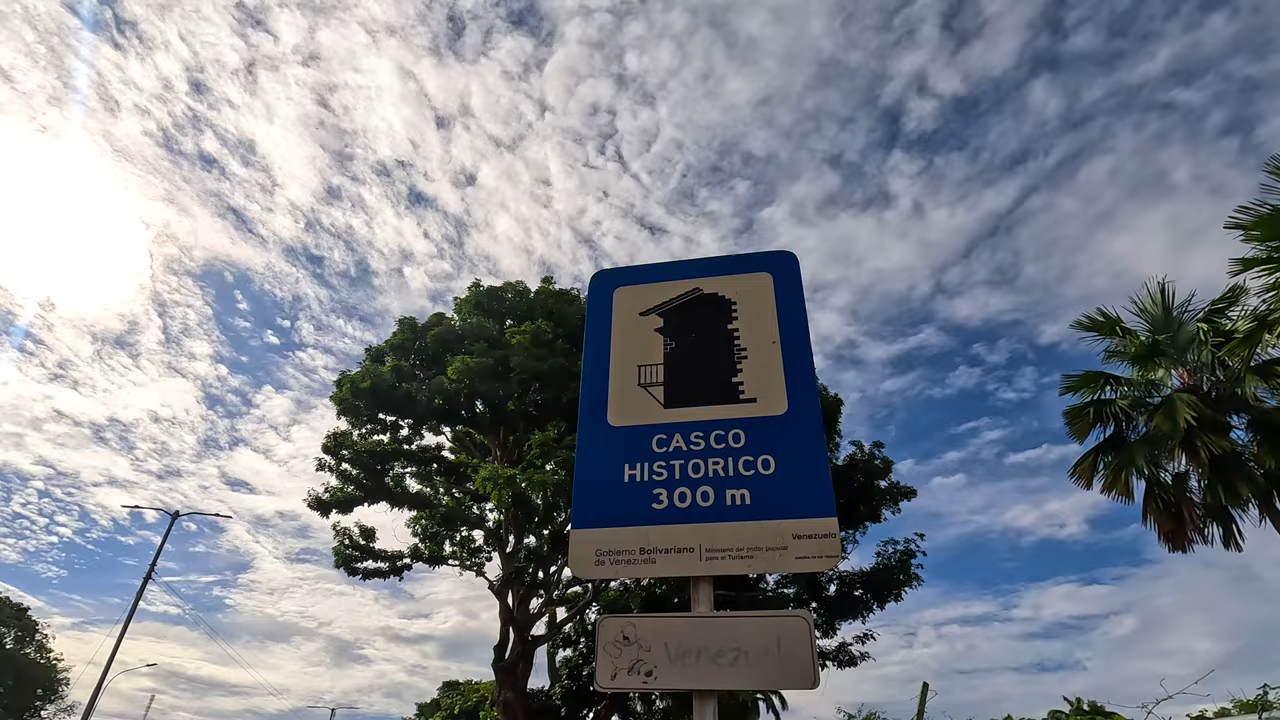 CASCO
HISTORICO
300 m
Venezuela
Gobierno Bolivariano
de Venezuela
Ministerio del poder popular
para el Turismo